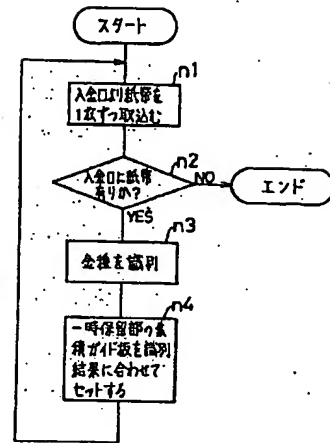 スタート
n1
入金口より紙幣を
1枚ずつ取込む
n2
入金口に紙幣
有りか?
NO
エンド
YES
n3
金種を識別
n4
一時保留部の集
積ガイド板を識別
結果に合わせて
セットする